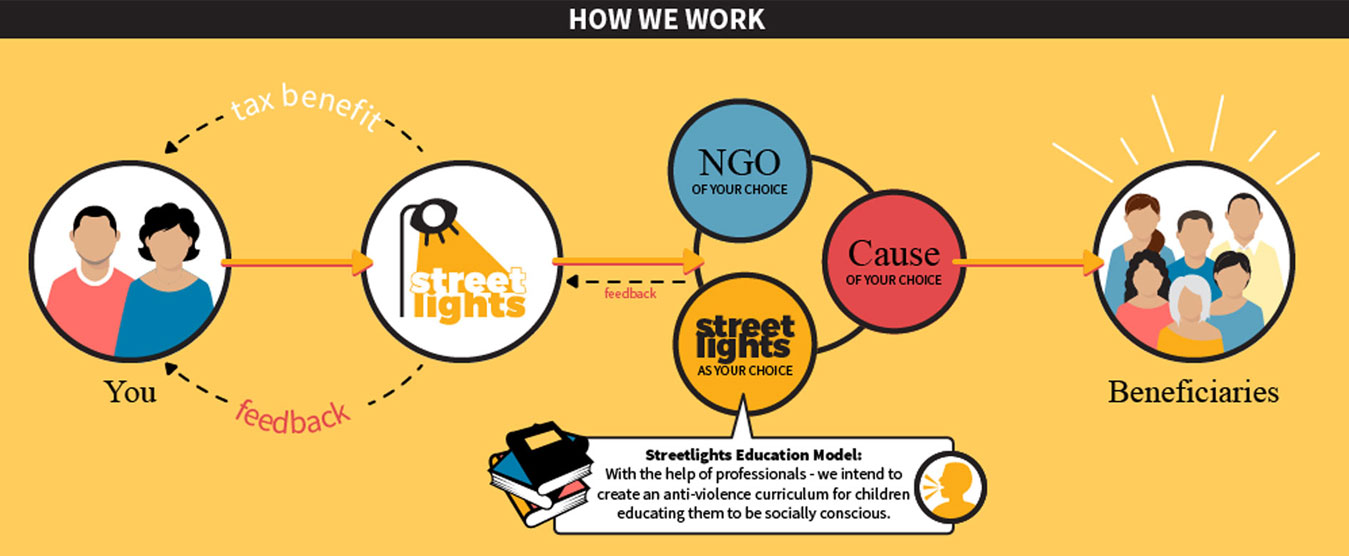 HOW WE WORK
tax benefit
street
lights
You
feedback
feedback
NGO
OF YOUR CHOICE
Cause
OF YOUR CHOICE
street
lights
AS YOUR CHOICE
Beneficiaries
Streetlights Education Model:
With the help of professionals - we intend to
create an anti-violence curriculum for children
educating them to be socially conscious.